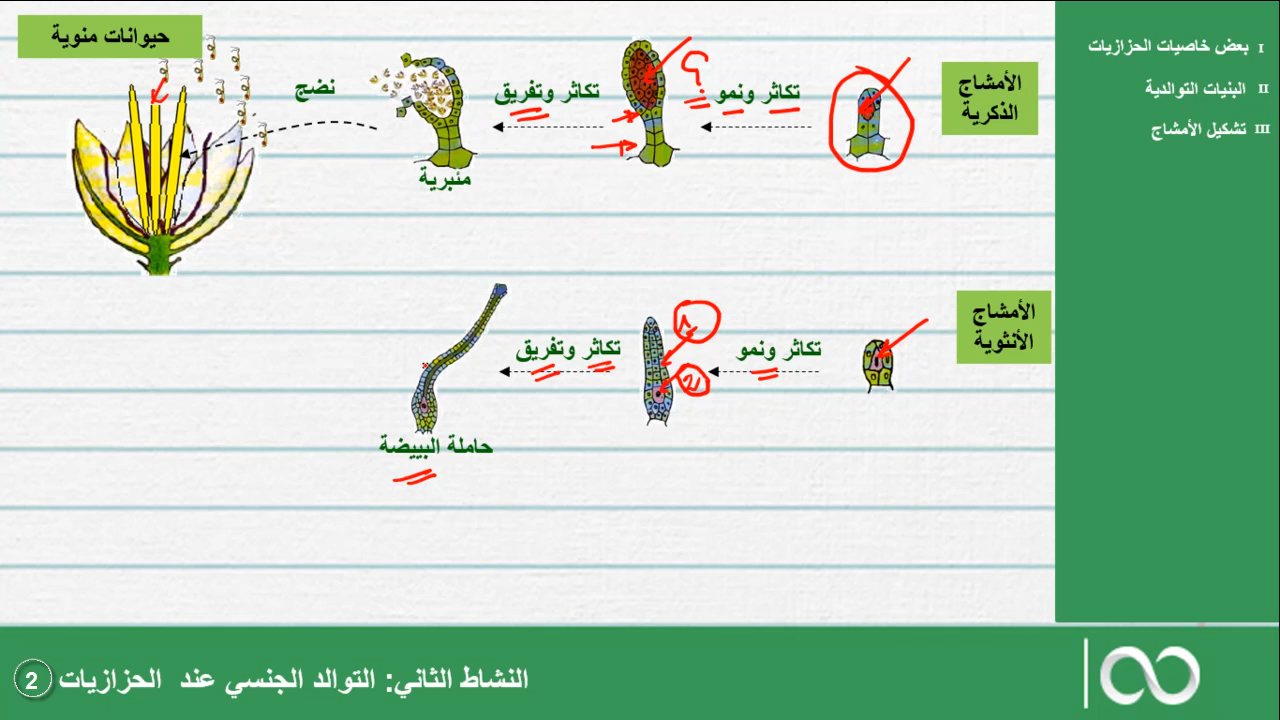 حيوانات منوية
الأمشاج
الذكرية
تكاثر ونمو
تكاثر وتفريق
نضج
مئبرية
الأمشاج
الأنثوية
تكاثر ونمو
تكاثر وتفريق
حاملة البييضة
I بعض خاصيات الحزازيات
II البنيات التوالدية
III تشكيل الأمشاج
النشاط الثاني: التوالد الجنسي عند الحزازيات 2